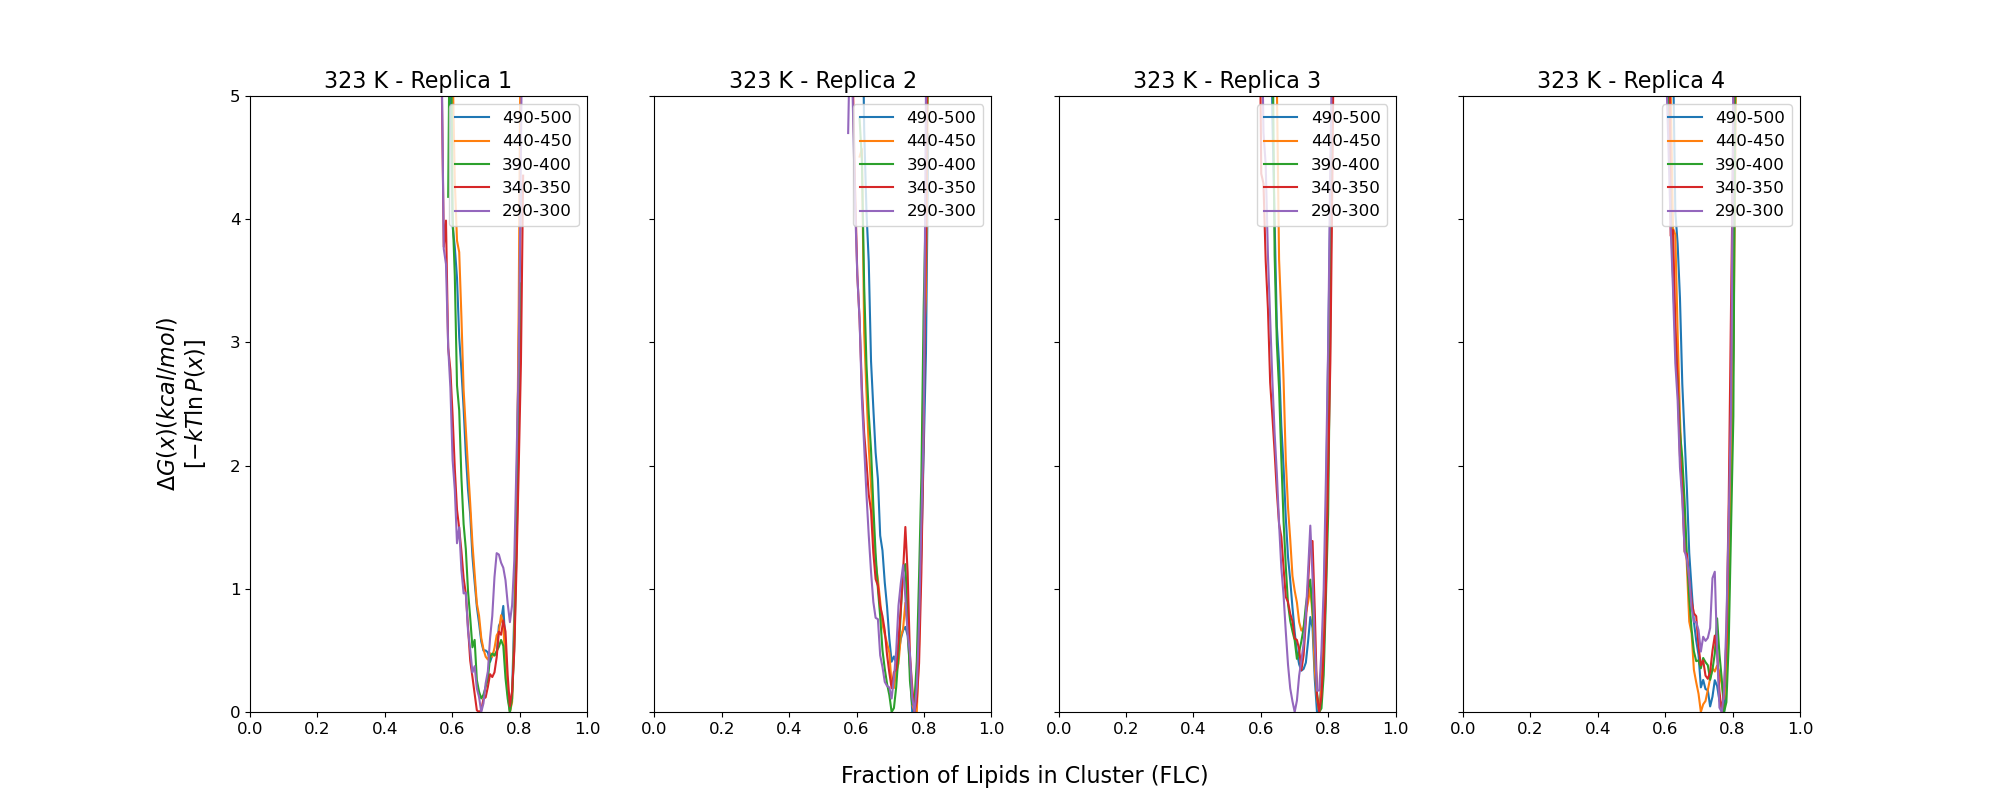 323 K - Replica 1
323 K - Replica 2
323 K - Replica 3
323 K - Replica 4
5
4
3
2
1
0
ΔG(x)(kcal/mol)
[−kT ln P(x)]
490-500
440-450
390-400
340-350
290-300
490-500
440-450
390-400
340-350
290-300
490-500
440-450
390-400
340-350
290-300
490-500
440-450
390-400
340-350
290-300
0.0 0.2 0.4 0.6 0.8 1.0
0.0 0.2 0.4 0.6 0.8 1.0
0.0 0.2 0.4 0.6 0.8 1.0
0.0 0.2 0.4 0.6 0.8 1.0
Fraction of Lipids in Cluster (FLC)